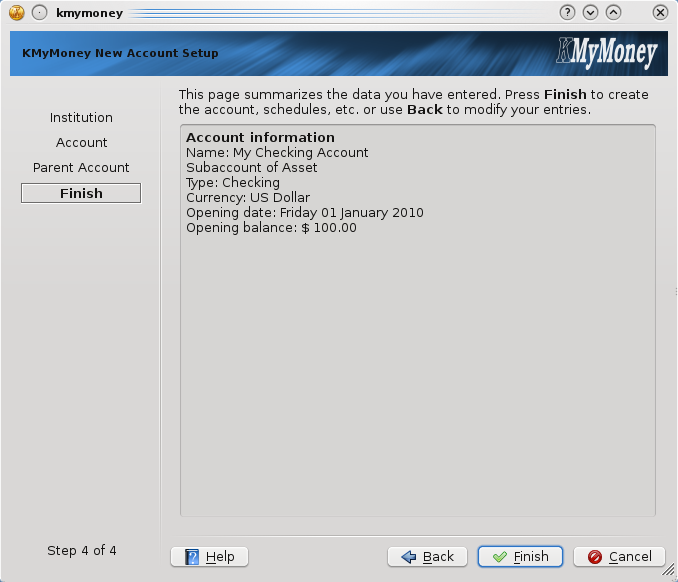 kmymoney
KMyMoney New Account Setup
KMyMoney
Institution
Account
Parent Account
Finish
This page summarizes the data you have entered. Press Finish to create
the account, schedules, etc. or use Back to modify your entries.
Account information
Name: My Checking Account
Subaccount of Asset
Type: Checking
Currency: US Dollar
Opening date: Friday 01 January 2010
Opening balance: $ 100.00
Step 4 of 4
Help
Back
Finish
Cancel